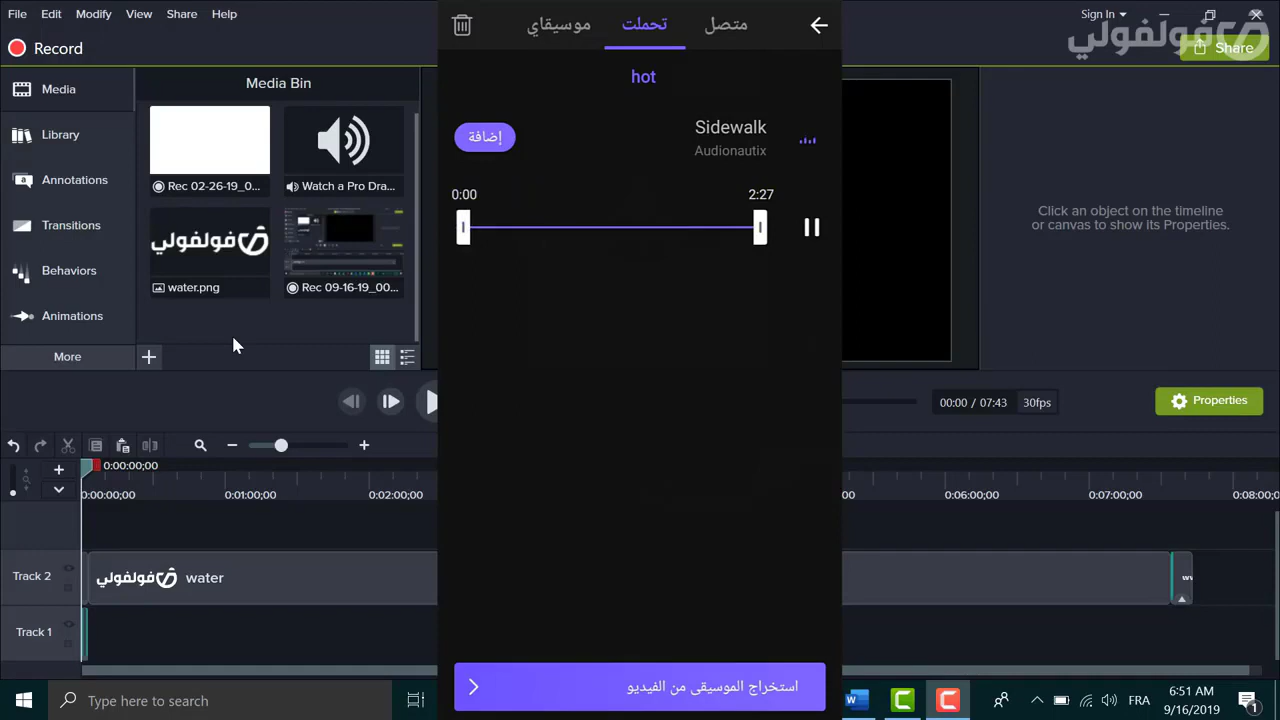 File Edit Modify View Share Help
Sign In
Record
Share
فولفولي
Media
Library
Annotations
Transitions
Behaviors
Animations
More
Media Bin
Rec 02-26-19_0...
Watch a Pro Dra...
فولفولي
water.png
Rec 09-16-19_00...
متصل
تحملت
موسيقاي
hot
Sidewalk
Audionautix
إضافة
0:00
2:27
استخراج الموسيقى من الفيديو
Click an object on the timeline
or canvas to show its Properties.
00:00 / 07:43 30fps
Properties
0:00:00;00
0:00:00;00 0:01:00;00 0:02:00;00 0:06:00;00 0:07:00;00 0:08:00;0
Track 2
فولفولي water
Track 1
Type here to search
FRA
6:51 AM
9/16/2019
1